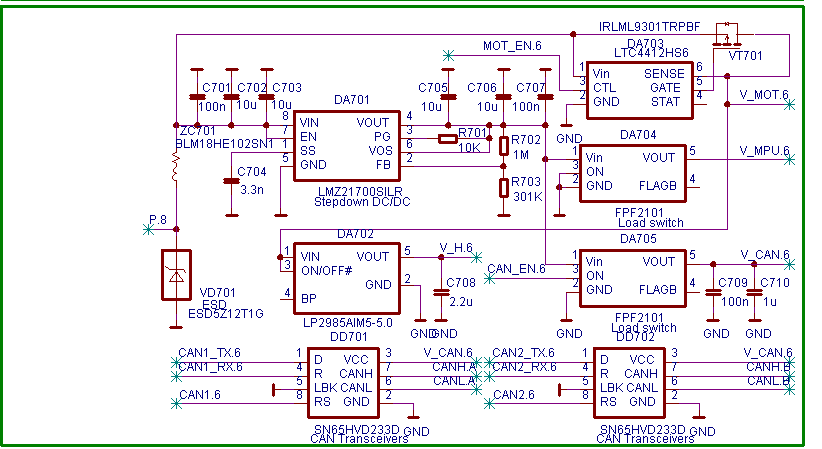 IRLML9301TRPBF
MOT_EN.6
DA703
LTC4412HS6
VT701
1 Vin SENSE 6
3 CTL GATE 5
2 GND STAT 4
V_MOT.6
GND
C701 100n
C702 10u
C703 10u
C705 10u
C706 10u
C707 100n
ZC701
BLM18HE102SN1
DA701
8 VIN VOUT 4
7 EN PG 3
1 SS VOS 6
5 GND FB 2
LMZ21700SILR
Stepdown DC/DC
C704 3.3n
R701 10K
R702 1M
R703 301K
DA704
1 Vin VOUT 5
3 ON
2 GND FLAGB 4
V_MPU.6
FPF2101
Load switch
GND
P.8
VD701
ESD
ESD5Z12T1G
DA702
1 VIN VOUT 5
3 ON/OFF#
GND 2
4 BP
LP2985AIM5-5.0
V_H.6
C708 2.2u
GND
GND
CAN_EN.6
DA705
1 Vin VOUT 5
3 ON
2 GND FLAGB 4
FPF2101
Load switch
GND
V_CAN.6
C709 100n
C710 1u
GND
GND
DD701
CAN1_TX.6 1 D VCC 3 V_CAN.6
CAN1_RX.6 4 R CANH 7 CANH.A
5 LBK CANL 6 CANL.A
CAN1.6 8 RS GND 2
GND
SN65HVD233D
CAN Transceivers
DD702
CAN2_TX.6 1 D VCC 3 V_CAN.6
CAN2_RX.6 4 R CANH 7 CANH.B
5 LBK CANL 6 CANL.B
CAN2.6 8 RS GND 2
GND
SN65HVD233D
CAN Transceivers